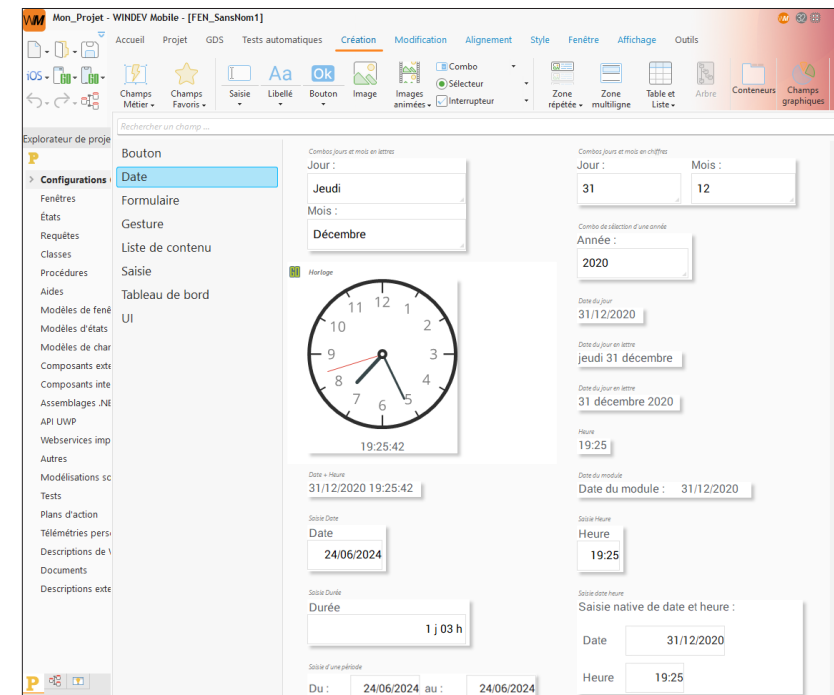 WM Mon_Projet - WINDEV Mobile - [FEN_SansNom1]
Accueil Projet GDS Tests automatiques Création Modification Alignement Style Fenêtre Affichage Outils
iOS
Champs Métier
Champs Favoris
Saisie
Aa
Libellé
Ok
Bouton
Image
Images animées
Combo
Sélecteur
Interrupteur
Zone répétée
Zone multiligne
Table et Liste
Arbre
Conteneurs
Champs graphiques
Rechercher un champ ...
Explorateur de proje
P
Configurations
Fenêtres
États
Requêtes
Classes
Procédures
Aides
Modèles de fenê
Modèles d'états
Modèles de char
Composants exte
Composants inte
Assemblages .NE
API UWP
Webservices imp
Autres
Modélisations sc
Tests
Plans d'action
Télémétries pers
Descriptions de
Documents
Descriptions exte
P
Bouton
Date
Formulaire
Gesture
Liste de contenu
Saisie
Tableau de bord
UI
Combos jours et mois en lettres
Jour :
Jeudi
Mois :
Décembre
Horloge
12
1
2
3
4
5
6
7
8
9
10
11
19:25:42
Date + Heure
31/12/2020 19:25:42
Saisie Date
Date
24/06/2024
Saisie Durée
Durée
1 j 03 h
Saisie d'une période
Du : 24/06/2024 au : 24/06/2024
Combos jours et mois en chiffres
Jour : Mois :
31 12
Combo de sélection d'une année
Année :
2020
Date du jour
31/12/2020
Date du jour en lettre
jeudi 31 décembre
Date du jour en lettre
31 décembre 2020
Heure
19:25
Date du module
Date du module : 31/12/2020
Saisie Heure
Heure
19:25
Saisie date heure
Saisie native de date et heure :
Date 31/12/2020
Heure 19:25